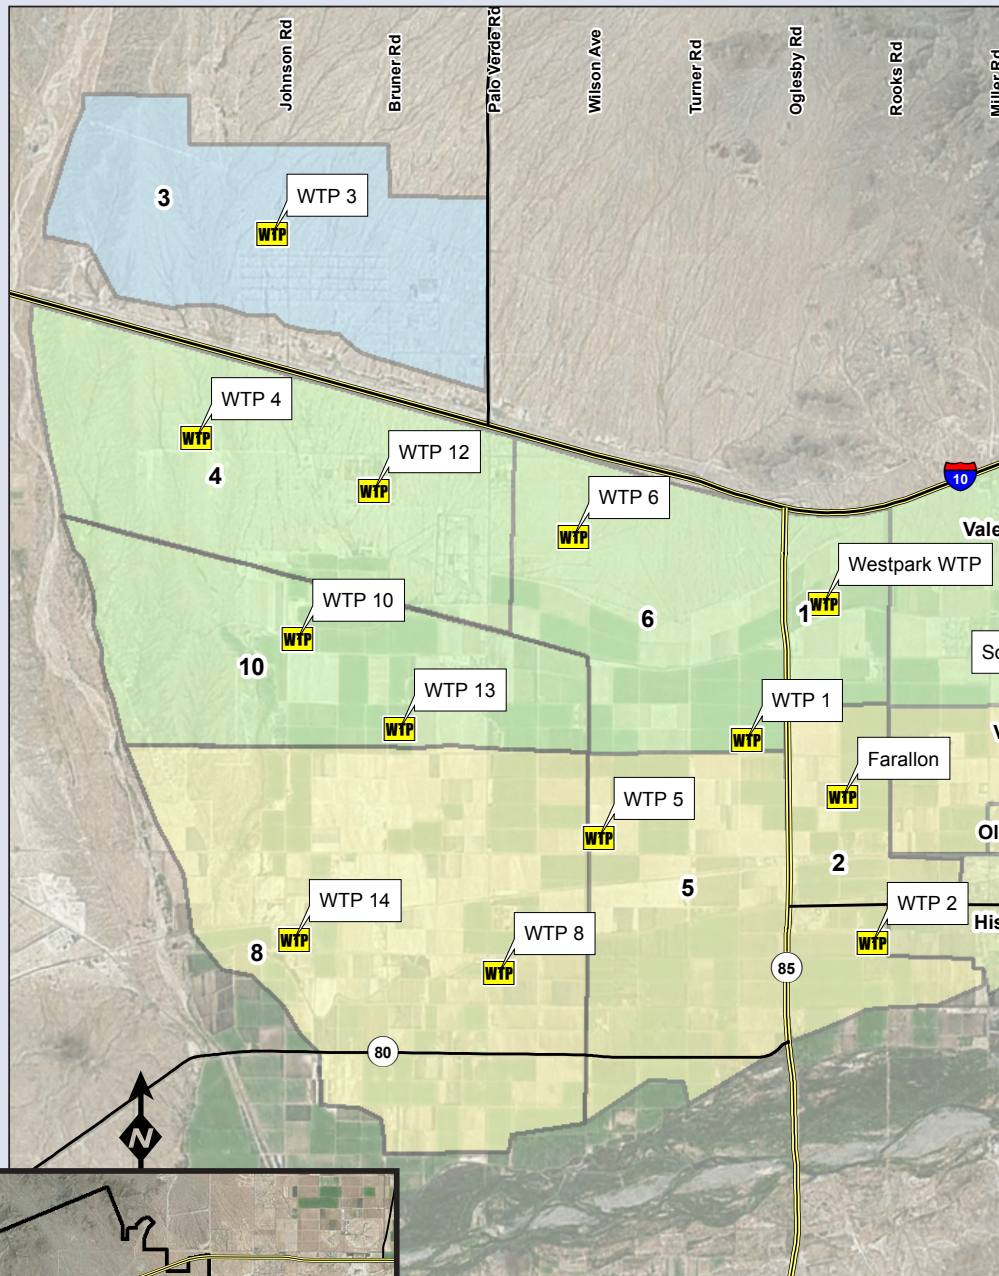 Johnson Rd
Bruner Rd
Palo Verde Rd
Wilson Ave
Turner Rd
Oglesby Rd
Rooks Rd
Miller Rd
3
WTP 3
WTP
WTP 4
WTP
4
WTP 12
WTP
10
WTP 6
WTP
Vale
Westpark WTP
WTP
1
6
WTP 10
WTP
10
So
WTP 13
WTP
WTP 1
WTP
V
Farallon
WTP
WTP 5
WTP
Ol
2
5
WTP 14
WTP
WTP 2
WTP
His
8
WTP 8
WTP
85
80
N